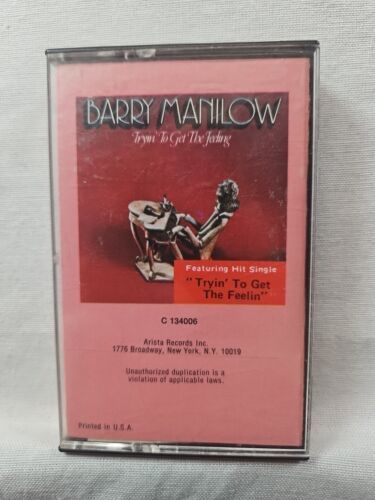 BARRY MANILOW
Tryin' To Get The Feeling
Featuring Hit Single
"Tryin' To Get
The Feelin"
C 134006
Arista Records Inc.
1776 Broadway, New York, N.Y. 10019
Unauthorized duplication is a
violation of applicable laws.
Printed in U.S.A.